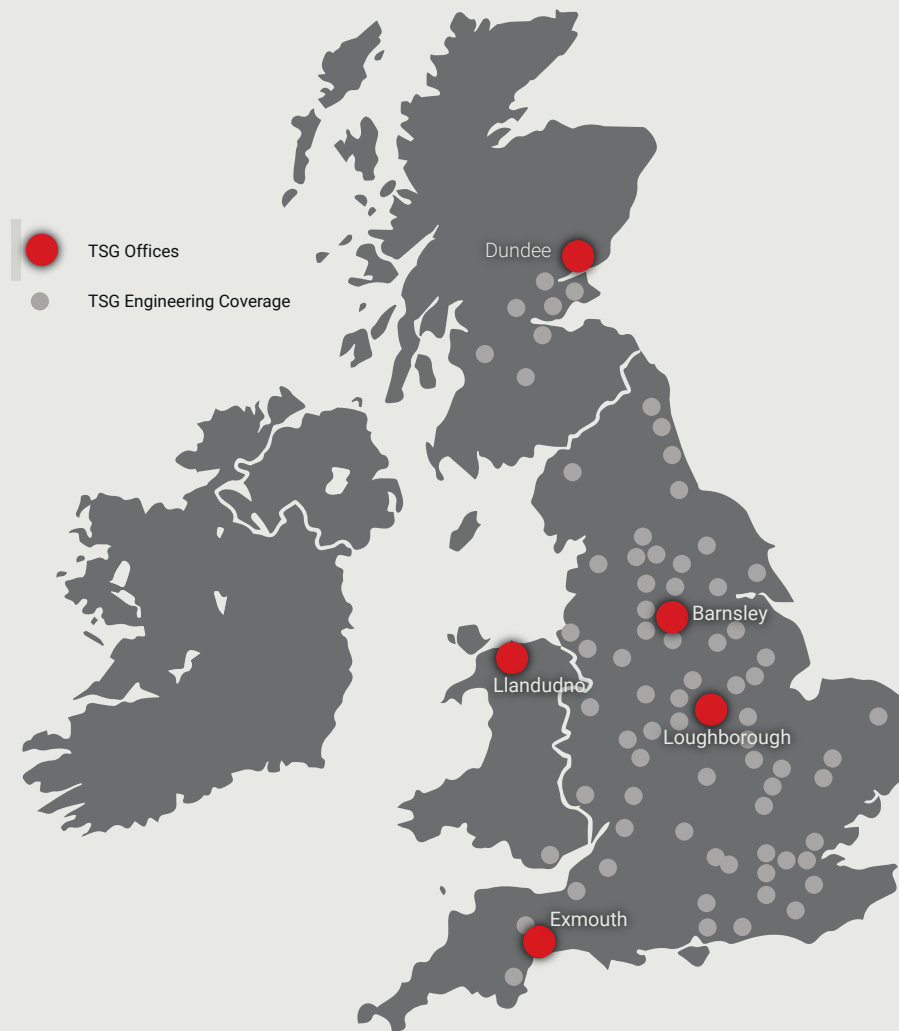 Dundee
TSG Offices
TSG Engineering Coverage
Barnsley
Llandudno
Loughborough
Exmouth